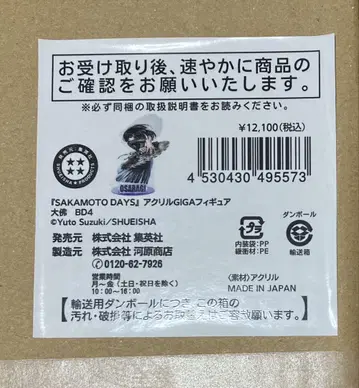 お受け取り後、速やかに商品の
ご確認をお願いいたします。
※必ず同梱の取扱説明書をお読みください。
¥12,100(税込)
OSARAGI
4 530430 495573
『SAKAMOTO DAYS』 アクリルGIGAフィギュア
大佛 BD4
©Yuto Suzuki/SHUEISHA
プラ
内装袋:PP
緩衝材:PE
ダンボール
輸送箱
発売元 株式会社 集英社
製造元 株式会社 河原商店
0120-62-7926
営業時間
月〜金(土・日・祝日を除く)
10:00〜16:00
〈素材〉アクリル
MADE IN JAPAN
輸送用ダンボールにつき、この箱の
汚れ・破損等によるお取替えはご容赦願います。